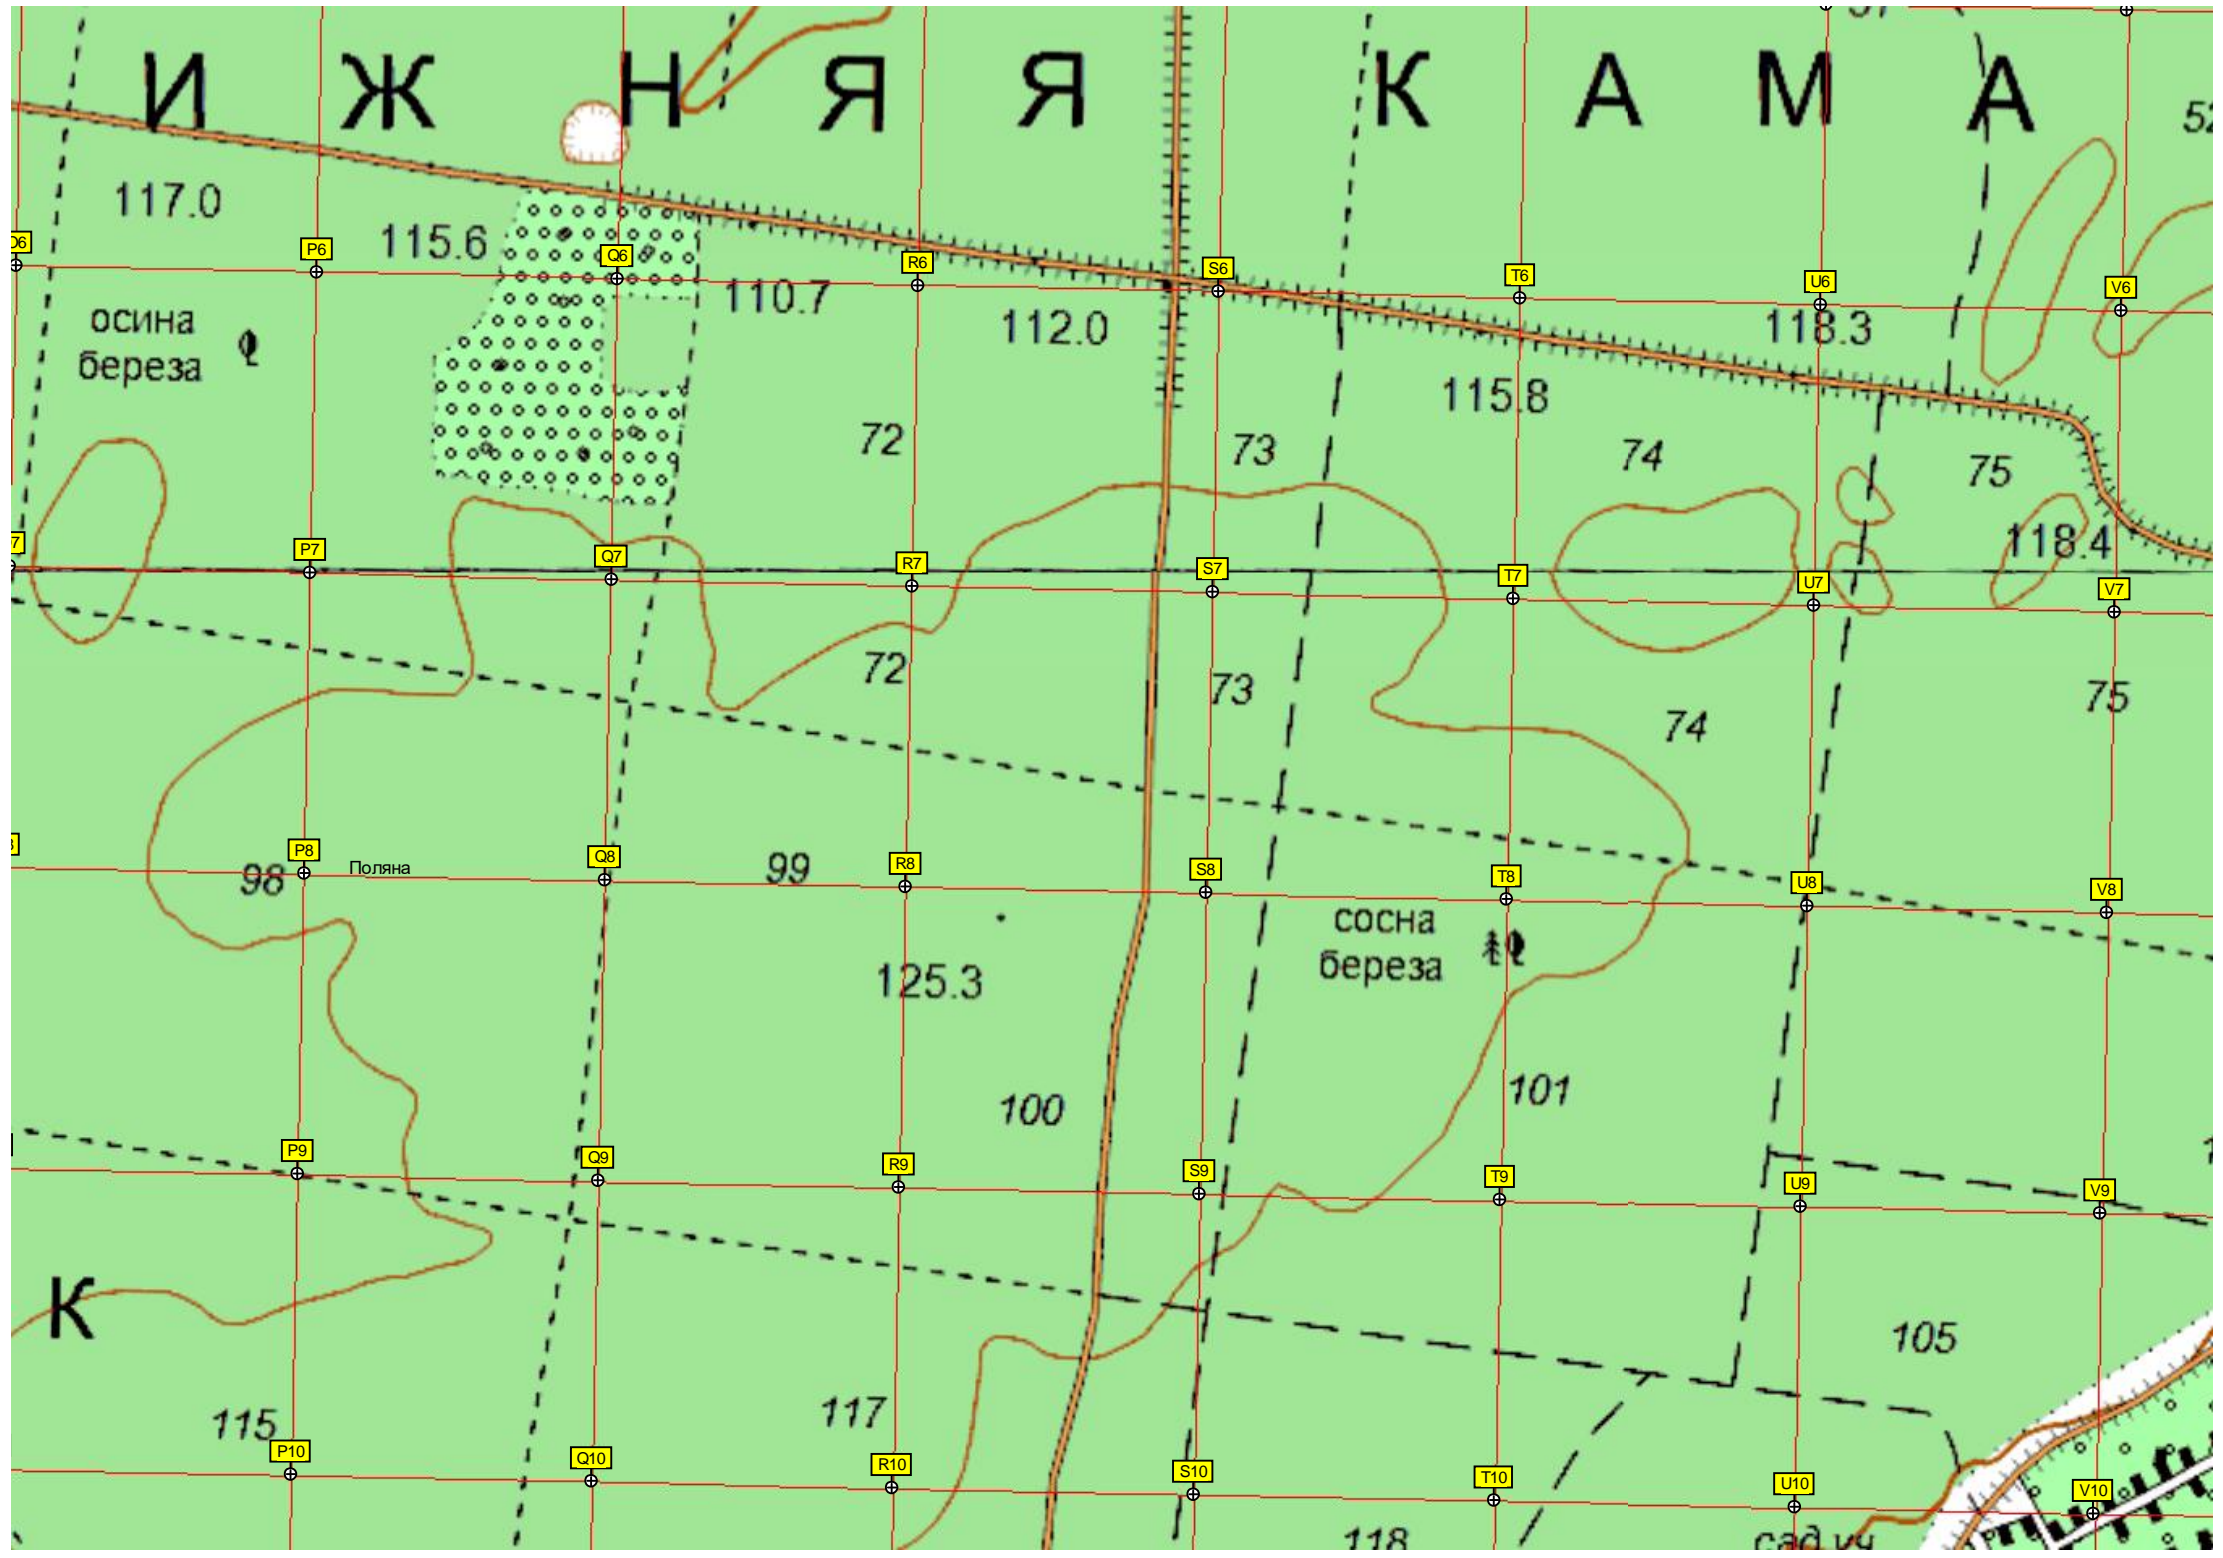 И Ж Н Я Я К А М А
117.0
115.6
P6
Q6
R6
S6
T6
U6
V6
110.7
112.0
118.3
осина
береза
115.8
72
73
74
75
118.4
P7
Q7
R7
S7
T7
U7
V7
72
73
74
75
P8
Q8
R8
S8
T8
U8
V8
98
Поляна
99
сосна
береза
125.3
100
101
P9
Q9
R9
S9
T9
U9
V9
К
105
115
117
P10
Q10
R10
S10
T10
U10
V10
118
сад.уч